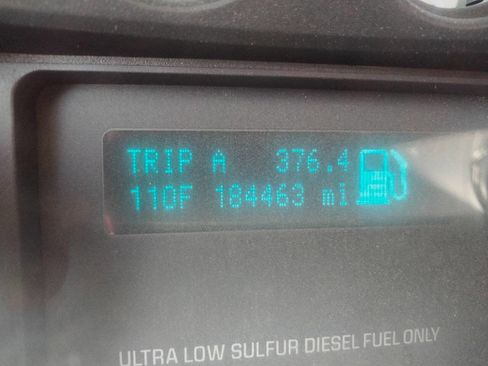 TRIP A 376.4
110F 184463 mi
ULTRA LOW SULFUR DIESEL FUEL ONLY